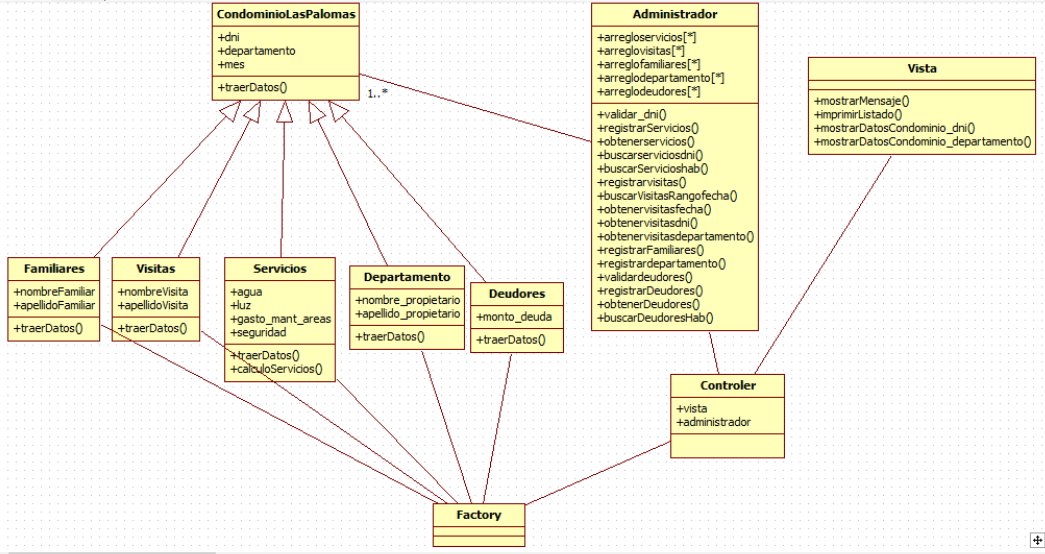 CondominioLasPalomas
+dni
+departamento
+mes
+traerDatos()
1..*
Administrador
+arregloservicios[*]
+arreglovisitas[*]
+arreglofamiliares[*]
+arreglodepartamento[*]
+arreglodeudores[*]
+validar_dni()
+registrarServicios()
+obtenerservicios()
+buscarserviciosdni()
+buscarServicioshab()
+registrarvisitas()
+buscarVisitasRangofecha()
+obtenervisitasfecha()
+obtenervisitasdni()
+obtenervisitasdepartamento()
+registrarFamiliares()
+registrardepartamento()
+validardeudores()
+registrarDeudores()
+obtenerDeudores()
+buscarDeudoresHab()
Vista
+mostrarMensaje()
+imprimirListado()
+mostrarDatosCondominio_dni()
+mostrarDatosCondominio_departamento()
Familiares
+nombreFamiliar
+apellidoFamiliar
+traerDatos()
Visitas
+nombreVisita
+apellidoVisita
+traerDatos()
Servicios
+agua
+luz
+gasto_mant_areas
+seguridad
+traerDatos()
+calculoServicios()
Departamento
+nombre_propietario
+apellido_propietario
+traerDatos()
Deudores
+monto_deuda
+traerDatos()
Controler
+vista
+administrador
Factory